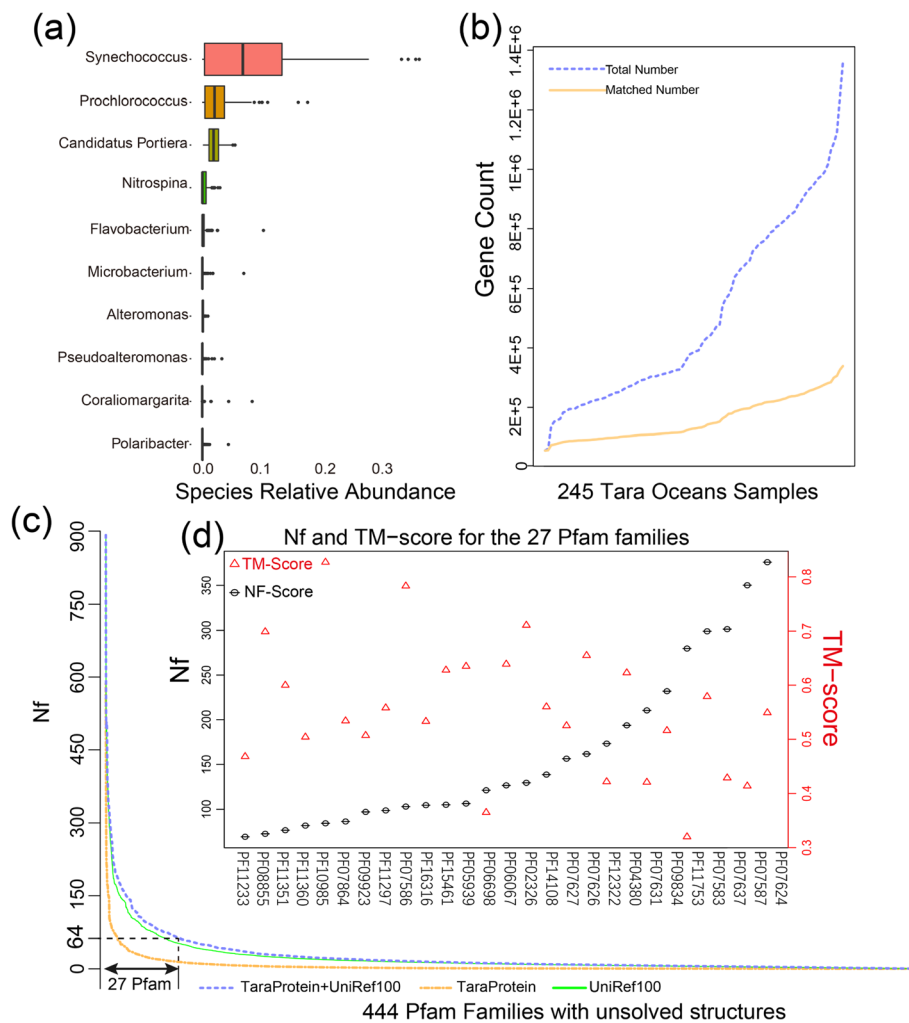 (a)
Synechococcus
Prochlorococcus
Candidatus Portiera
Nitrospina
Flavobacterium
Microbacterium
Alteromonas
Pseudoalteromonas
Coraliomargarita
Polaribacter
0.0 0.1 0.2 0.3
Species Relative Abundance
(b)
Gene Count
1.4E+6
1.2E+6
1E+6
8E+5
6E+5
4E+5
2E+5
0
Total Number
Matched Number
245 Tara Oceans Samples
(c)
Nf
900
750
600
450
300
150
64
0
27 Pfam
TaraProtein+UniRef100 TaraProtein UniRef100
444 Pfam Families with unsolved structures
(d)
Nf and TM-score for the 27 Pfam families
TM-Score
NF-Score
Nf
350
300
250
200
150
100
TM-score
0.8
0.7
0.6
0.5
0.4
0.3
PF11233
PF08855
PF11351
PF11360
PF10985
PF07864
PF09923
PF11297
PF07586
PF16316
PF15461
PF05939
PF06698
PF06067
PF02326
PF14108
PF07627
PF07626
PF12322
PF04380
PF07631
PF09834
PF11753
PF07583
PF07637
PF07587
PF07624